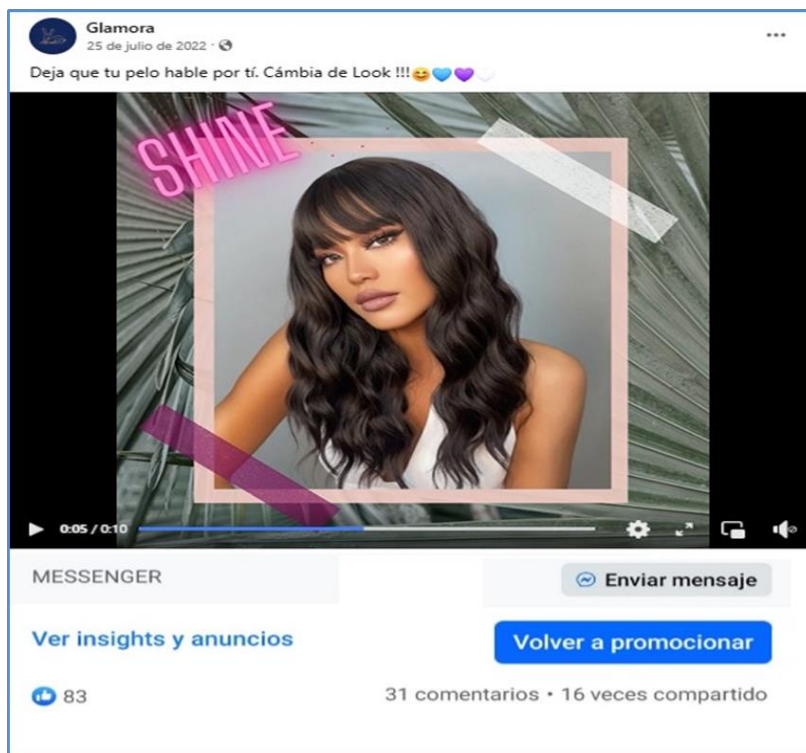 Glamora
25 de julio de 2022 ·
Deja que tu pelo hable por tí. Cámbia de Look !!!😊💙💜🤍
SHINE
0:05 / 0:10
MESSENGER
Enviar mensaje
Ver insights y anuncios
Volver a promocionar
83
31 comentarios • 16 veces compartido